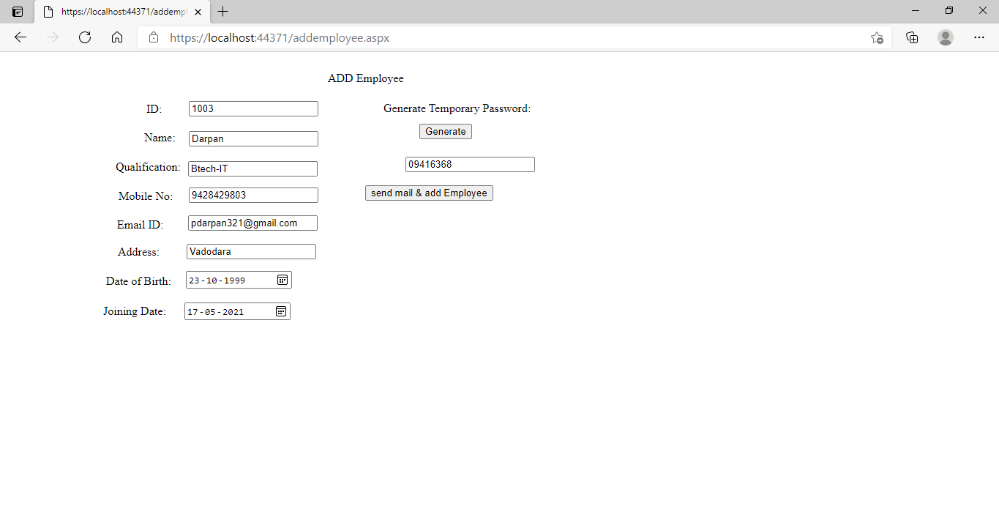 https://localhost:44371/addempl
https://localhost:44371/addemployee.aspx
ADD Employee
ID: 1003
Generate Temporary Password:
Generate
Name: Darpan
09416368
Qualification: Btech-IT
send mail & add Employee
Mobile No: 9428429803
Email ID: pdarpan321@gmail.com
Address: Vadodara
Date of Birth: 23-10-1999
Joining Date: 17-05-2021